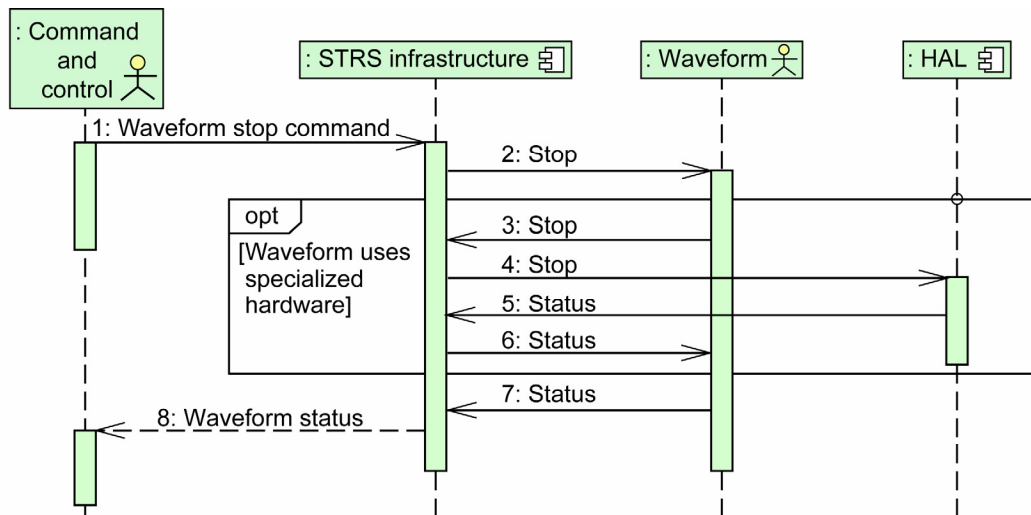 : Command
and
control
: STRS infrastructure
: Waveform
: HAL
1: Waveform stop command
2: Stop
opt
[Waveform uses
specialized
hardware]
3: Stop
4: Stop
5: Status
6: Status
7: Status
8: Waveform status